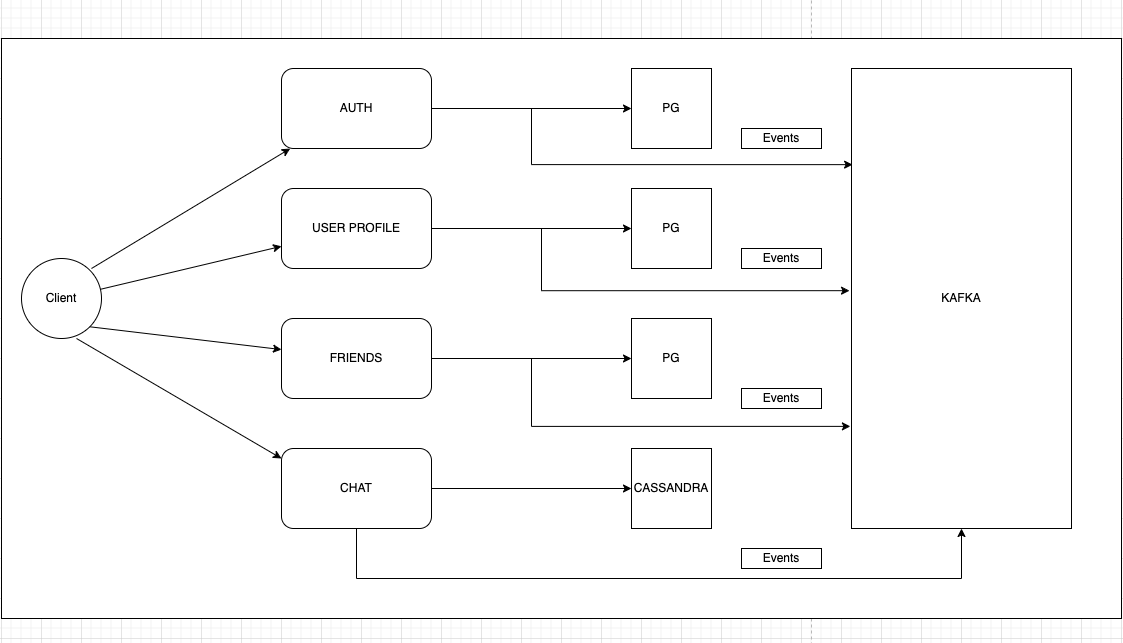 AUTH
PG
Events
USER PROFILE
PG
Events
Client
KAFKA
FRIENDS
PG
Events
CHAT
CASSANDRA
Events